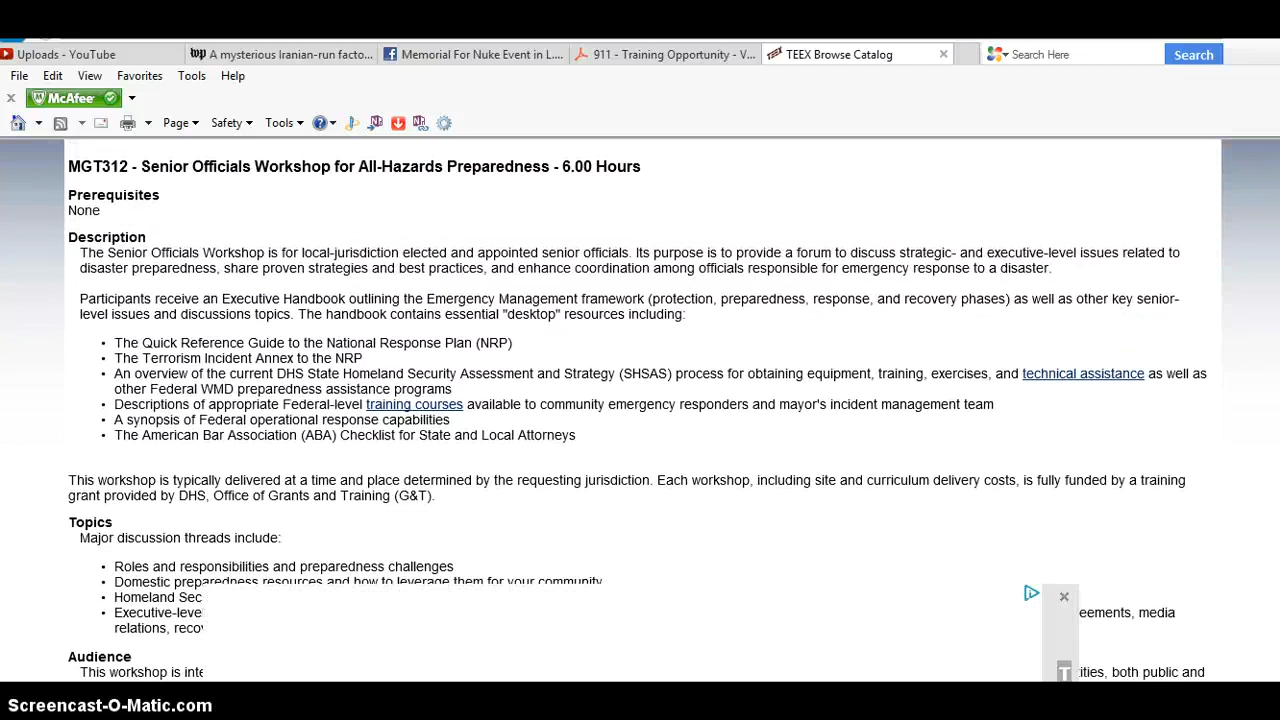 Uploads - YouTube
wp A mysterious Iranian-run facto...
Memorial For Nuke Event in L...
911 - Training Opportunity - V...
TEEX Browse Catalog
Search Here
Search
File Edit View Favorites Tools Help
McAfee
Page Safety Tools
MGT312 - Senior Officials Workshop for All-Hazards Preparedness - 6.00 Hours
Prerequisites
None
Description
The Senior Officials Workshop is for local-jurisdiction elected and appointed senior officials. Its purpose is to provide a forum to discuss strategic- and executive-level issues related to
disaster preparedness, share proven strategies and best practices, and enhance coordination among officials responsible for emergency response to a disaster.
Participants receive an Executive Handbook outlining the Emergency Management framework (protection, preparedness, response, and recovery phases) as well as other key senior-
level issues and discussions topics. The handbook contains essential "desktop" resources including:
• The Quick Reference Guide to the National Response Plan (NRP)
• The Terrorism Incident Annex to the NRP
• An overview of the current DHS State Homeland Security Assessment and Strategy (SHSAS) process for obtaining equipment, training, exercises, and technical assistance as well as
other Federal WMD preparedness assistance programs
• Descriptions of appropriate Federal-level training courses available to community emergency responders and mayor's incident management team
• A synopsis of Federal operational response capabilities
• The American Bar Association (ABA) Checklist for State and Local Attorneys
This workshop is typically delivered at a time and place determined by the requesting jurisdiction. Each workshop, including site and curriculum delivery costs, is fully funded by a training
grant provided by DHS, Office of Grants and Training (G&T).
Topics
Major discussion threads include:
• Roles and responsibilities and preparedness challenges
• Domestic preparedness resources and how to leverage them for your community
• Homeland Sec
• Executive-leve eements, media
relations, reco
Audience
This workshop is inte ities, both public and
T
Screencast-O-Matic.com